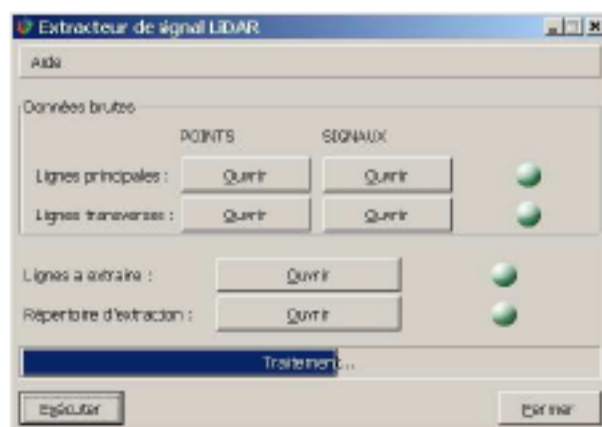 Extracteur de signal LiDAR
Aide
Données brutes
POINTS SIGNAUX
Lignes principales : Ouvrir Ouvrir
Lignes transverses : Ouvrir Ouvrir
Lignes a extraire : Ouvrir
Répertoire d'extracion : Ouvrir
Traitement...
Exécuter Fermer